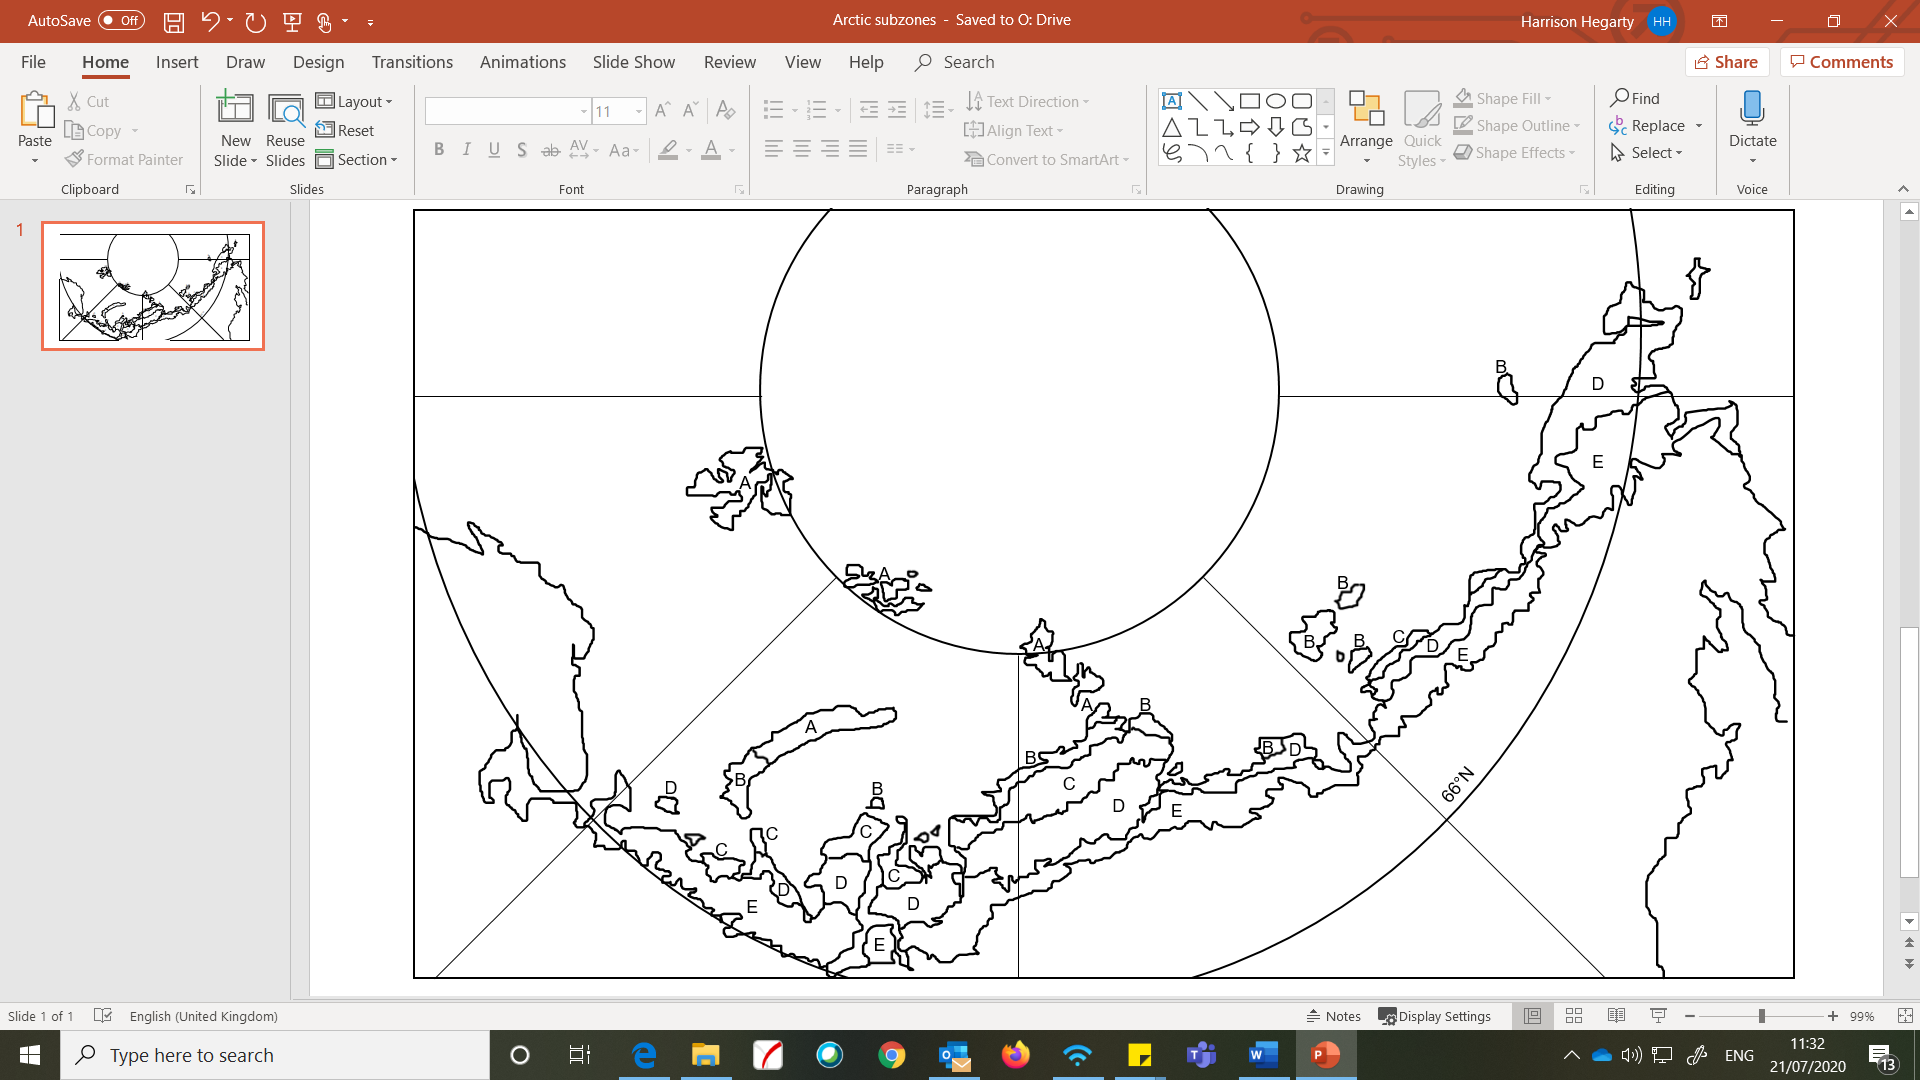 AutoSave Off
Arctic subzones - Saved to O: Drive
Harrison Hegarty HH
File Home Insert Draw Design Transitions Animations Slide Show Review View Help Search
Share Comments
Paste
Cut
Copy
Format Painter
Clipboard
New Slide
Reuse Slides
Layout
Reset
Section
Slides
11
B I U S ab AV Aa A
Font
Text Direction
Align Text
Convert to SmartArt
Paragraph
Arrange
Quick Styles
Shape Fill
Shape Outline
Shape Effects
Drawing
Find
Replace
Select
Editing
Dictate
Voice
1
B
D
E
A
A
B
A
B
B
C
D
E
A
B
A
B
B
D
B
C
D
E
D
B
B
66°N
C
C
C
D
D
C
E
D
E
Slide 1 of 1
English (United Kingdom)
Notes
Display Settings
99%
Type here to search
ENG
11:32
21/07/2020
13